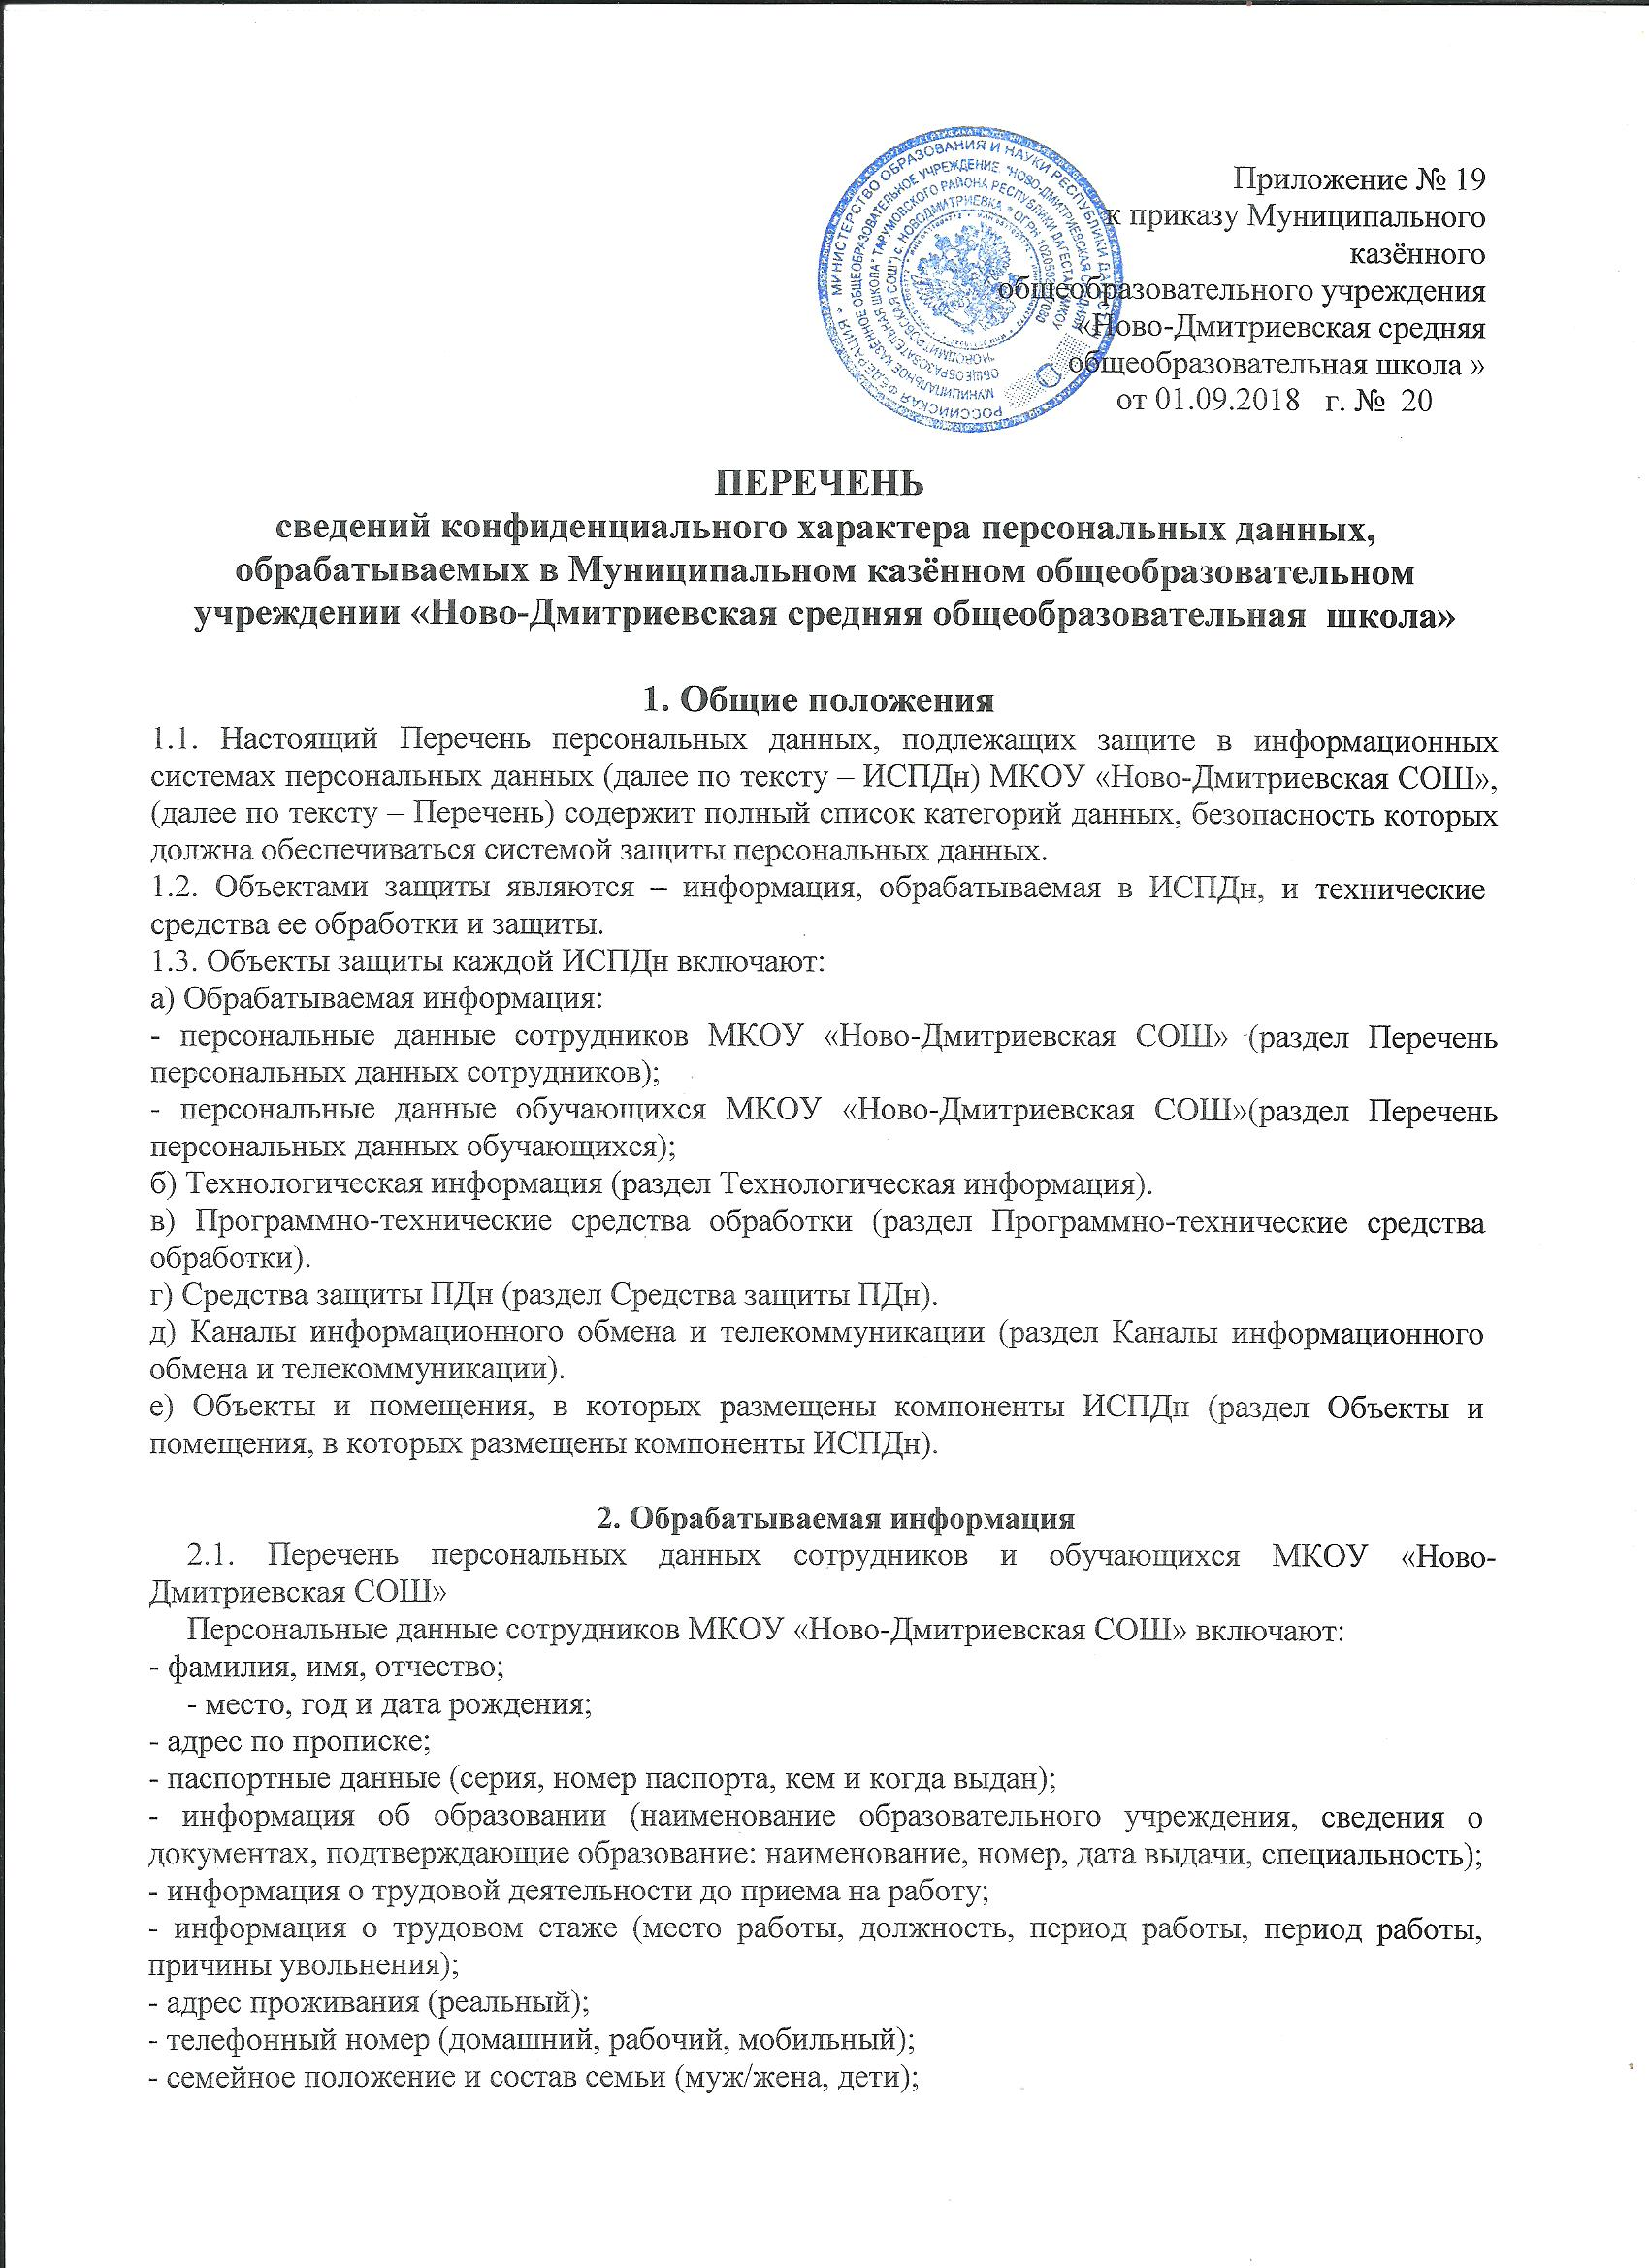 Приложение № 19
к приказу Муниципального
казённого
общеобразовательного учреждения
«Ново-Дмитриевская средняя
общеобразовательная школа »
от 01.09.2018 г. № 20
ПЕРЕЧЕНЬ
сведений конфиденциального характера персональных данных,
обрабатываемых в Муниципальном казённом общеобразовательном
учреждении «Ново-Дмитриевская средняя общеобразовательная школа»
1. Общие положения
1.1. Настоящий Перечень персональных данных, подлежащих защите в информационных
системах персональных данных (далее по тексту – ИСПДн) МКОУ «Ново-Дмитриевская СОШ»,
(далее по тексту – Перечень) содержит полный список категорий данных, безопасность которых
должна обеспечиваться системой защиты персональных данных.
1.2. Объектами защиты являются – информация, обрабатываемая в ИСПДн, и технические
средства ее обработки и защиты.
1.3. Объекты защиты каждой ИСПДн включают:
а) Обрабатываемая информация:
- персональные данные сотрудников МКОУ «Ново-Дмитриевская СОШ» (раздел Перечень
персональных данных сотрудников);
- персональные данные обучающихся МКОУ «Ново-Дмитриевская СОШ»(раздел Перечень
персональных данных обучающихся);
б) Технологическая информация (раздел Технологическая информация).
в) Программно-технические средства обработки (раздел Программно-технические средства
обработки).
г) Средства защиты ПДн (раздел Средства защиты ПДн).
д) Каналы информационного обмена и телекоммуникации (раздел Каналы информационного
обмена и телекоммуникации).
е) Объекты и помещения, в которых размещены компоненты ИСПДн (раздел Объекты и
помещения, в которых размещены компоненты ИСПДн).
2. Обрабатываемая информация
2.1. Перечень персональных данных сотрудников и обучающихся МКОУ «Ново-
Дмитриевская СОШ»
Персональные данные сотрудников МКОУ «Ново-Дмитриевская СОШ» включают:
- фамилия, имя, отчество;
- место, год и дата рождения;
- адрес по прописке;
- паспортные данные (серия, номер паспорта, кем и когда выдан);
- информация об образовании (наименование образовательного учреждения, сведения о
документах, подтверждающие образование: наименование, номер, дата выдачи, специальность);
- информация о трудовой деятельности до приема на работу;
- информация о трудовом стаже (место работы, должность, период работы, период работы,
причины увольнения);
- адрес проживания (реальный);
- телефонный номер (домашний, рабочий, мобильный);
- семейное положение и состав семьи (муж/жена, дети);